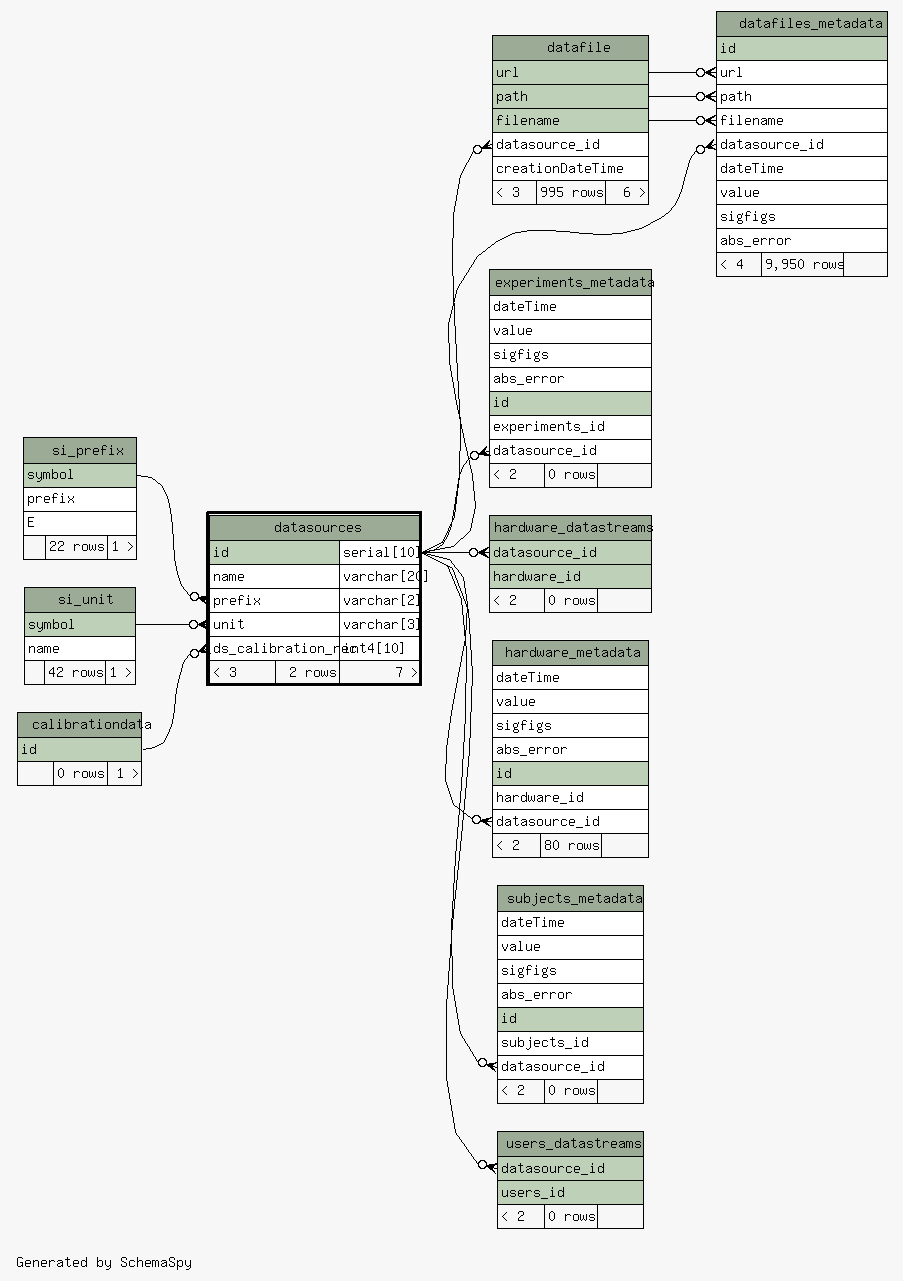 datafiles_metadata
id
url
path
filename
datasource_id
dateTime
value
sigfigs
abs_error
< 4 9,950 rows
datafile
url
path
filename
datasource_id
creationDateTime
< 3 995 rows 6 >
experiments_metadata
dateTime
value
sigfigs
abs_error
id
experiments_id
datasource_id
< 2 0 rows
si_prefix
symbol
prefix
E
22 rows 1 >
si_unit
symbol
name
42 rows 1 >
calibrationdata
id
0 rows 1 >
datasources
id serial[10]
name varchar[20]
prefix varchar[2]
unit varchar[3]
int4[10]
< 3 2 rows 7 >
hardware_datastreams
datasource_id
hardware_id
< 2 0 rows
hardware_metadata
dateTime
value
sigfigs
abs_error
id
hardware_id
datasource_id
< 2 80 rows
subjects_metadata
dateTime
value
sigfigs
abs_error
id
subjects_id
datasource_id
< 2 0 rows
users_datastreams
datasource_id
users_id
< 2 0 rows
Generated by SchemaSpy